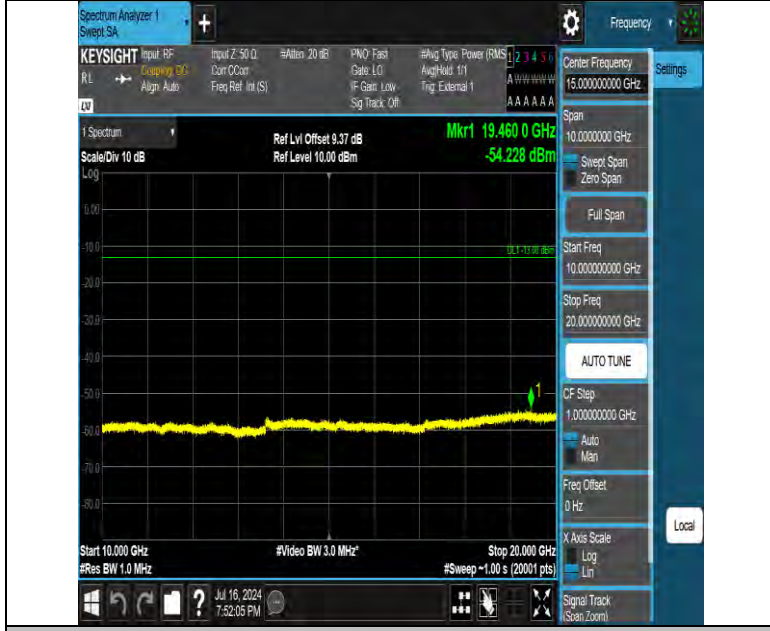 Spectrum Analyzer 1
Swept SA
+
Frequency
KEYSIGHT
RL
Input: RF
Coupling: DC
Align: Auto
Input Z: 50 Ω
Corr CCorr
Freq Ref: Int (S)
#Atten: 20 dB
PNO: Fast
Gate: LO
IF Gain: Low
Sig Track: Off
#Avg Type: Power (RMS
Avg|Hold: 1/1
Trig: External 1
1 2 3 4 5 6
A W W W W W
A A A A A A
1 Spectrum
Scale/Div 10 dB
Log
Ref Lvl Offset 9.37 dB
Ref Level 10.00 dBm
Mkr1 19.460 0 GHz
-54.228 dBm
0.00
-10.0
-20.0
-30.0
-40.0
-50.0
-60.0
-70.0
-80.0
DL1 -13.00 dBm
1
Start 10.000 GHz
#Res BW 1.0 MHz
#Video BW 3.0 MHz*
Stop 20.000 GHz
#Sweep ~1.00 s (20001 pts)
?
Jul 16, 2024
7:52:05 PM
Center Frequency
15.000000000 GHz
Span
10.0000000 GHz
Swept Span
Zero Span
Full Span
Start Freq
10.000000000 GHz
Stop Freq
20.000000000 GHz
AUTO TUNE
CF Step
1.000000000 GHz
Auto
Man
Freq Offset
0 Hz
X Axis Scale
Log
Lin
Signal Track
(Span Zoom)
Settings
Local